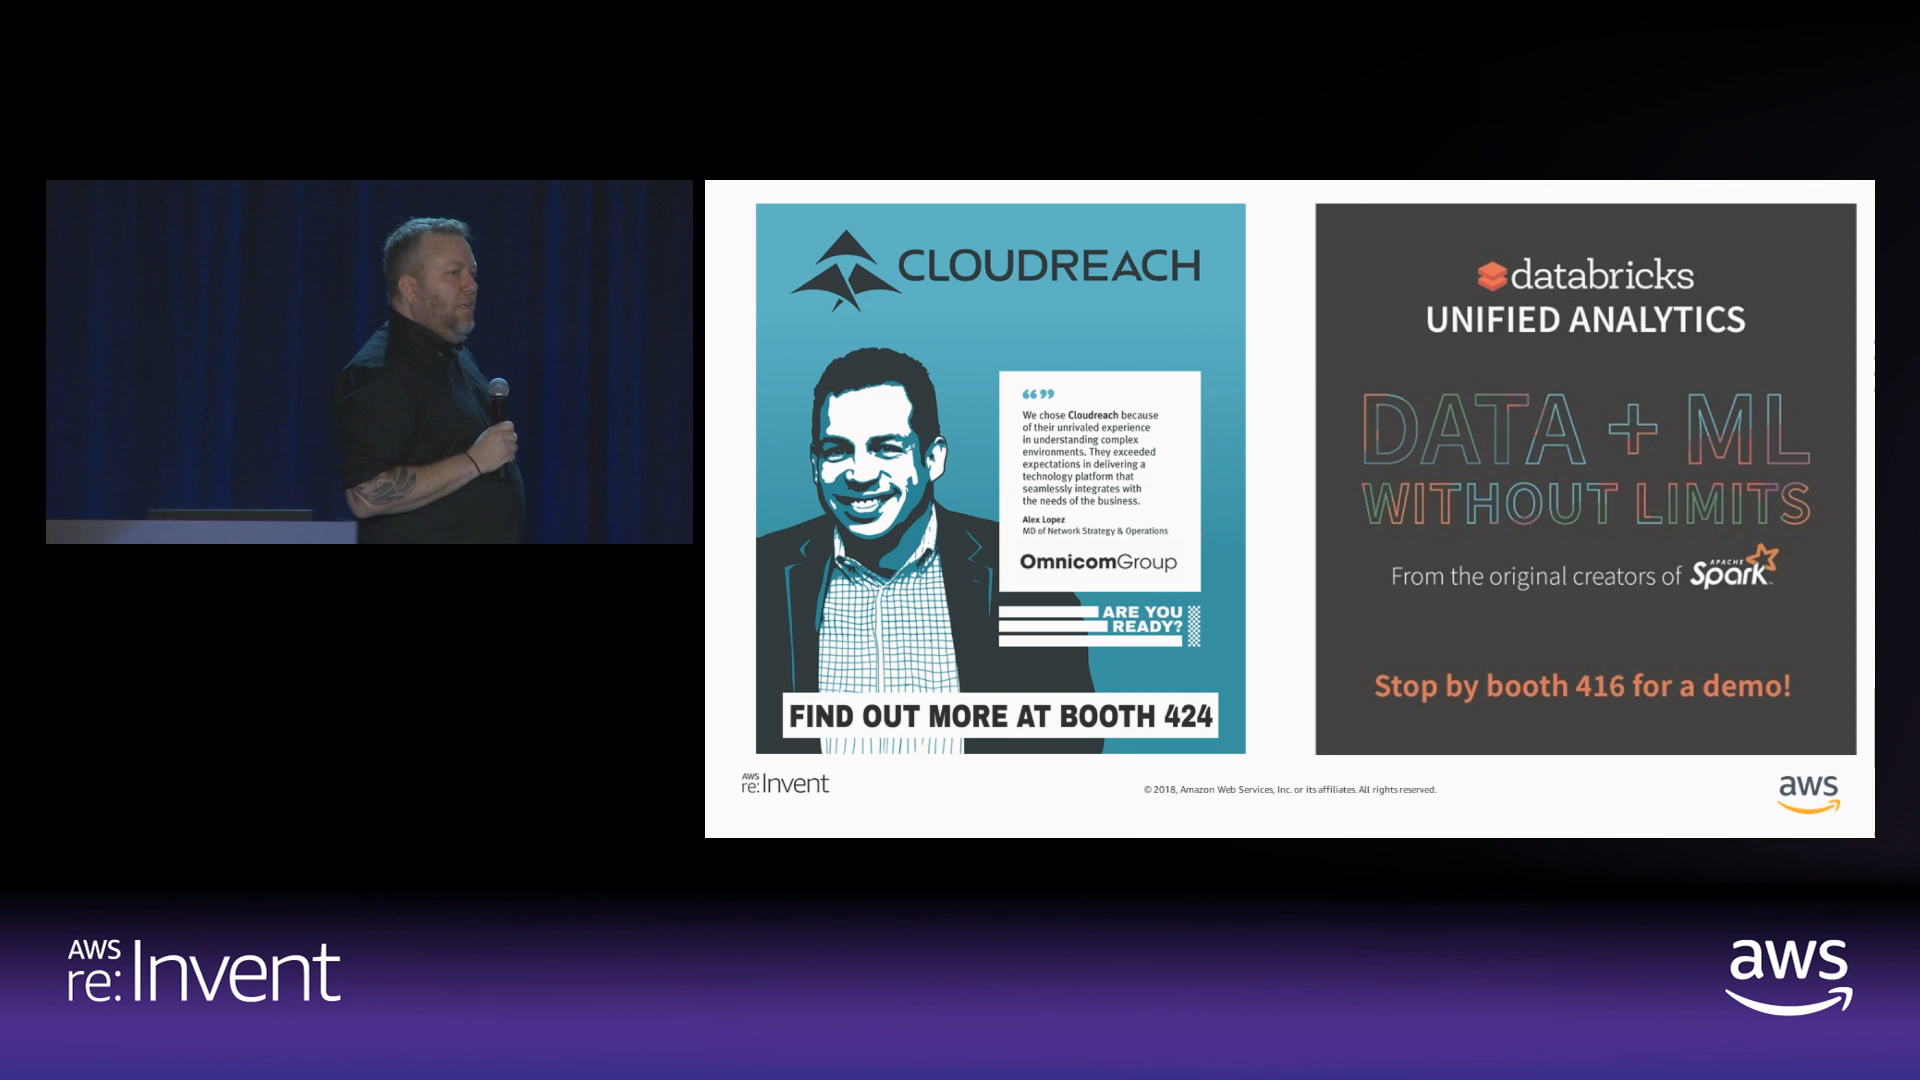 CLOUDREACH
We chose Cloudreach because
of their unrivaled experience
in understanding complex
environments. They exceeded
expectations in delivering a
technology platform that
seamlessly integrates with
the needs of the business.
Alex Lopez
MD of Network Strategy & Operations
OmnicomGroup
ARE YOU
READY?
FIND OUT MORE AT BOOTH 424
databricks
UNIFIED ANALYTICS
DATA + ML
WITHOUT LIMITS
From the original creators of APACHE Spark™
Stop by booth 416 for a demo!
AWS
re:Invent
© 2018, Amazon Web Services, Inc. or its affiliates. All rights reserved.
aws
AWS
re:Invent
aws